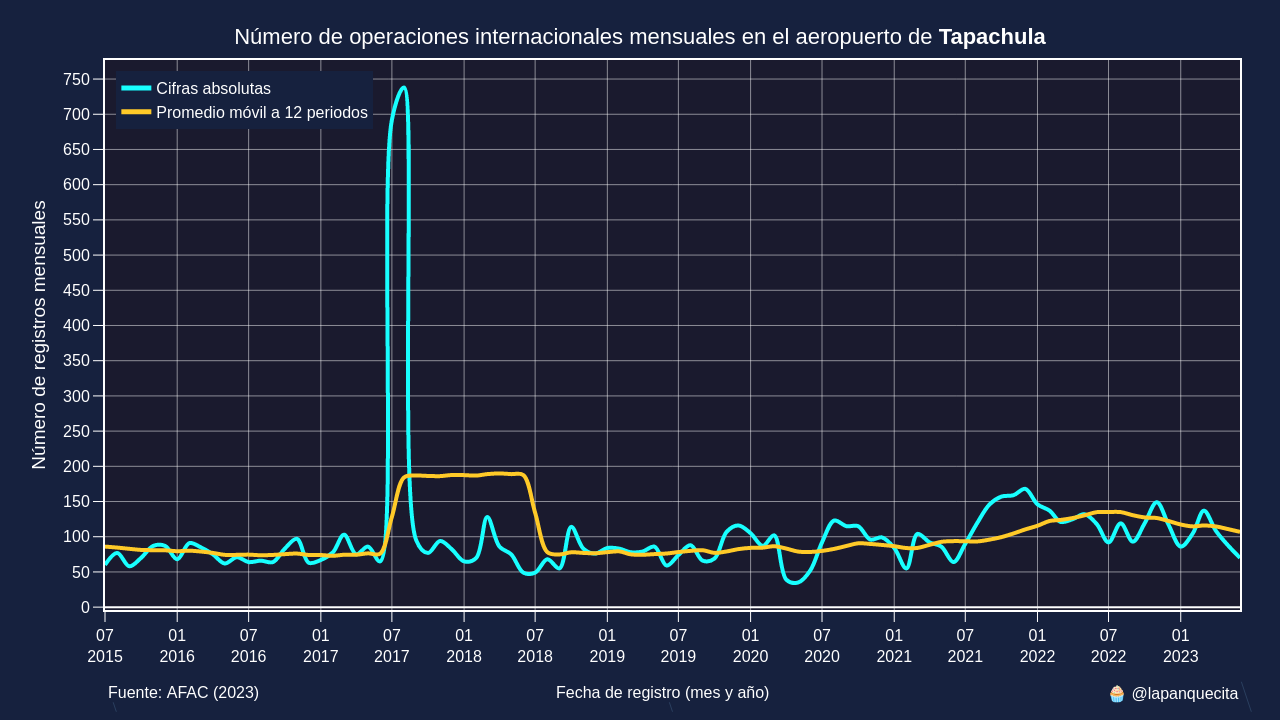 Número de operaciones internacionales mensuales en el aeropuerto de Tapachula
Cifras absolutas
Promedio móvil a 12 periodos
Número de registros mensuales
750
700
650
600
550
500
450
400
350
300
250
200
150
100
50
0
07 01 07 01 07 01 07 01 07 01 07 01 07 01 07 01
2015 2016 2016 2017 2017 2018 2018 2019 2019 2020 2020 2021 2021 2022 2022 2023
Fuente: AFAC (2023)
Fecha de registro (mes y año)
🧁 @lapanquecita